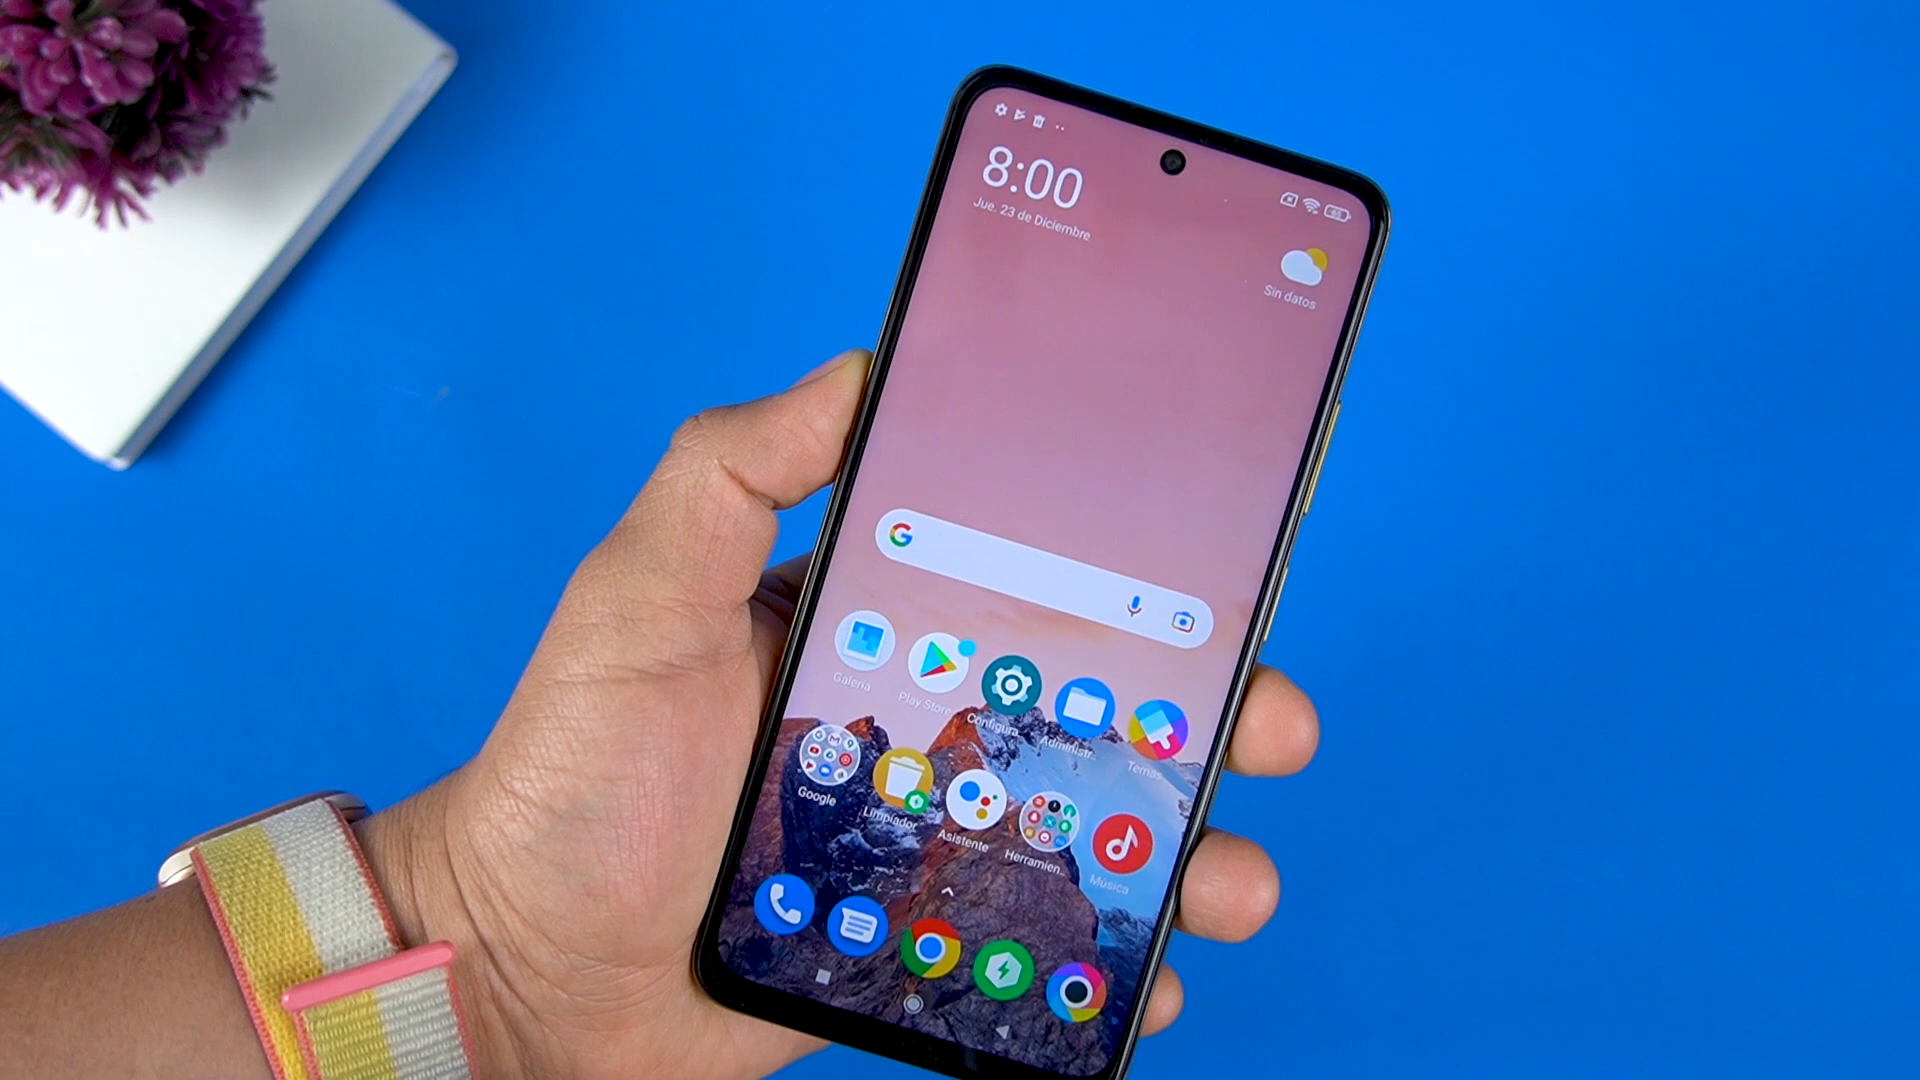 8:00
Jue. 23 de Diciembre
Sin datos
Galería
Play Store
Configura..
Administr..
Temas
Google
Limpiador
Asistente
Herramien..
Música